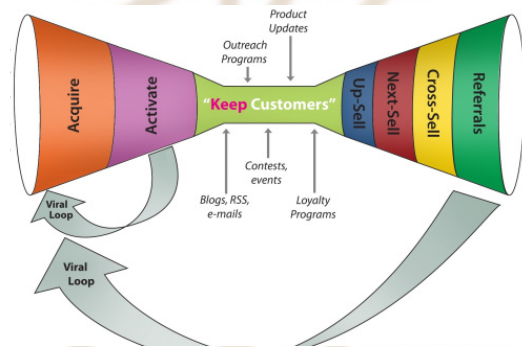 Product
Updates
Outreach
Programs
Acquire
Activate
"Keep Customers"
Up-Sell
Next-Sell
Cross-Sell
Referrals
Contests,
events
Blogs, RSS,
e-mails
Loyalty
Programs
Viral
Loop
Viral
Loop